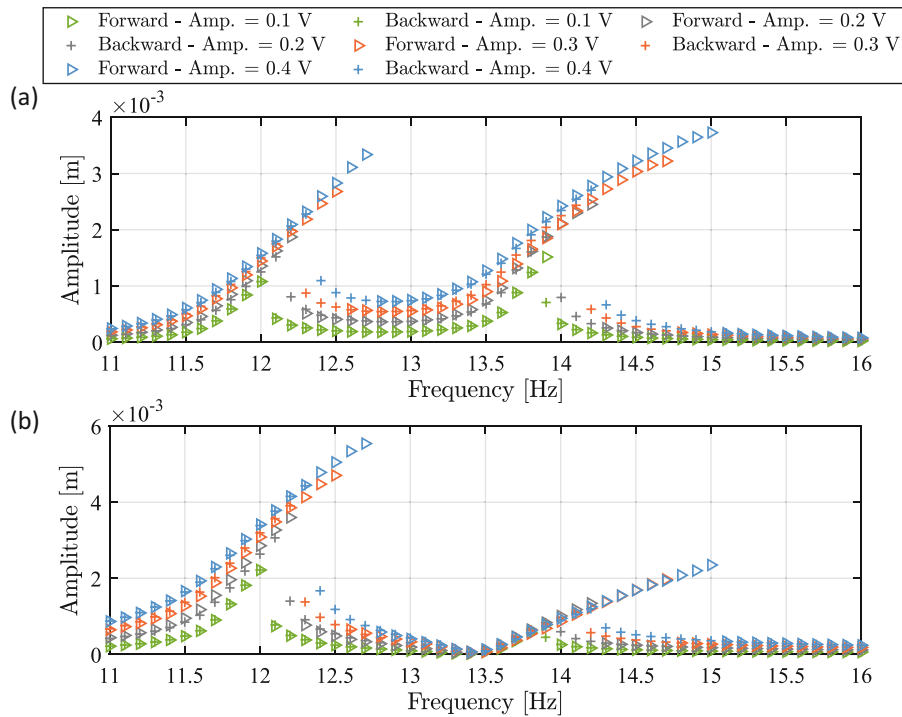 Forward - Amp. = 0.1 V Backward - Amp. = 0.1 V Forward - Amp. = 0.2 V
Backward - Amp. = 0.2 V Forward - Amp. = 0.3 V Backward - Amp. = 0.3 V
Forward - Amp. = 0.4 V Backward - Amp. = 0.4 V
(a)
×10⁻³
4
3
2
1
0
Amplitude [m]
11 11.5 12 12.5 13 13.5 14 14.5 15 15.5 16
Frequency [Hz]
(b)
×10⁻³
6
4
2
0
Amplitude [m]
11 11.5 12 12.5 13 13.5 14 14.5 15 15.5 16
Frequency [Hz]